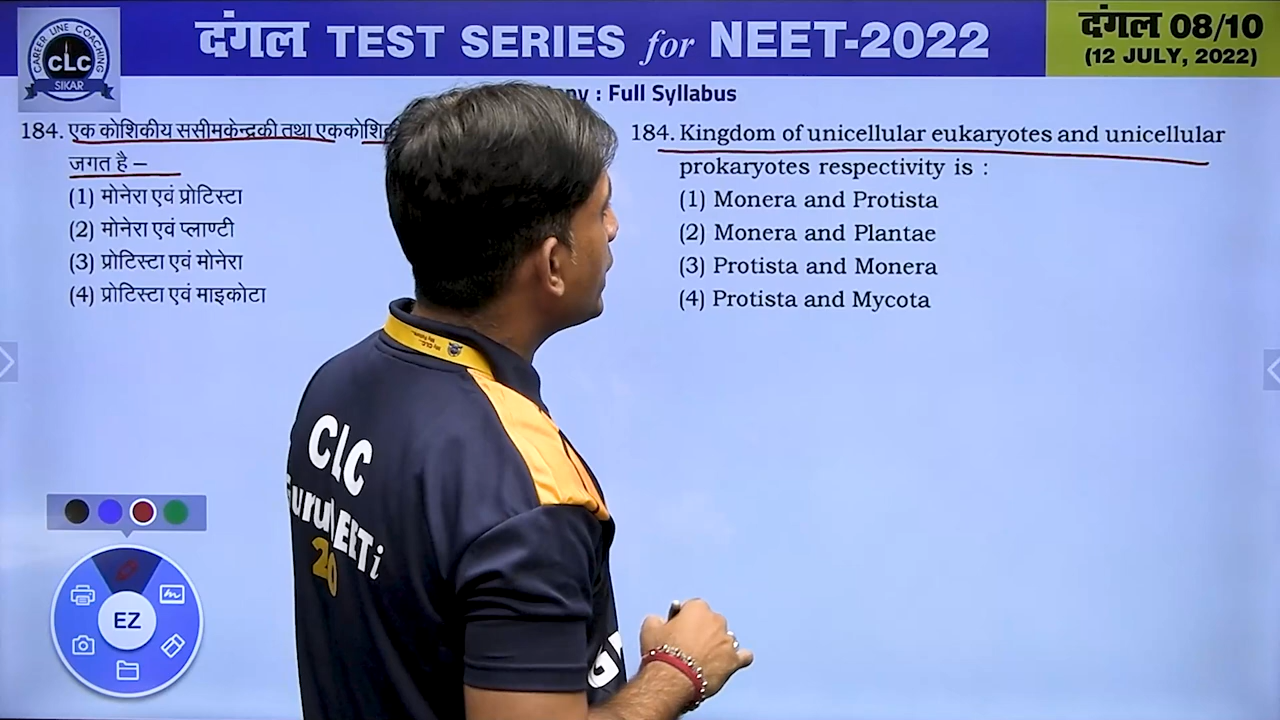 CAREER LINE COACHING
CLC
SIKAR
दंगल TEST SERIES for NEET-2022
दंगल 08/10
(12 JULY, 2022)
: Full Syllabus
184. एक कोशिकीय ससीमकेन्द्रकी तथा
जगत है –
(1) मोनेरा एवं प्रोटिस्टा
(2) मोनेरा एवं प्लाण्टी
(3) प्रोटिस्टा एवं मोनेरा
(4) प्रोटिस्टा एवं माइकोटा
184. Kingdom of unicellular eukaryotes and unicellular
prokaryotes respectivity is :
(1) Monera and Protista
(2) Monera and Plantae
(3) Protista and Monera
(4) Protista and Mycota
CLC
20
EZ